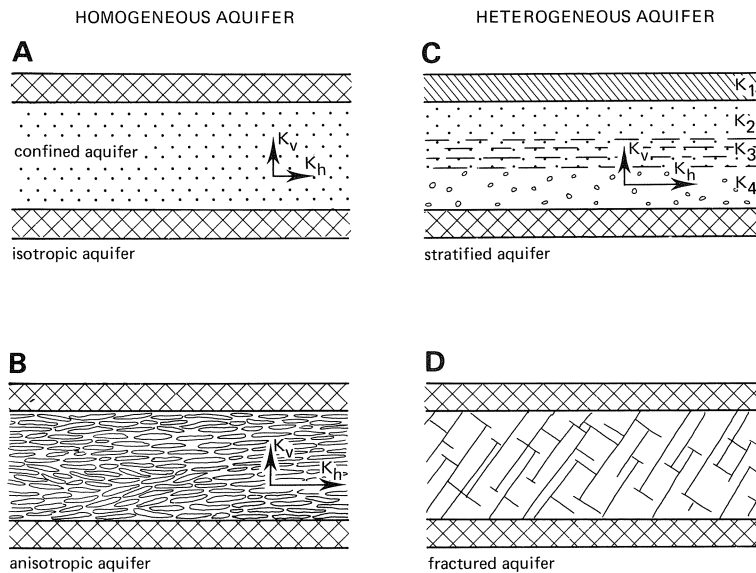 HOMOGENEOUS AQUIFER
A
confined aquifer
Kv
Kh
isotropic aquifer
B
Kv
Kh
anisotropic aquifer
HETEROGENEOUS AQUIFER
C
K1
K2
K3
Kv
Kh
K4
stratified aquifer
D
fractured aquifer